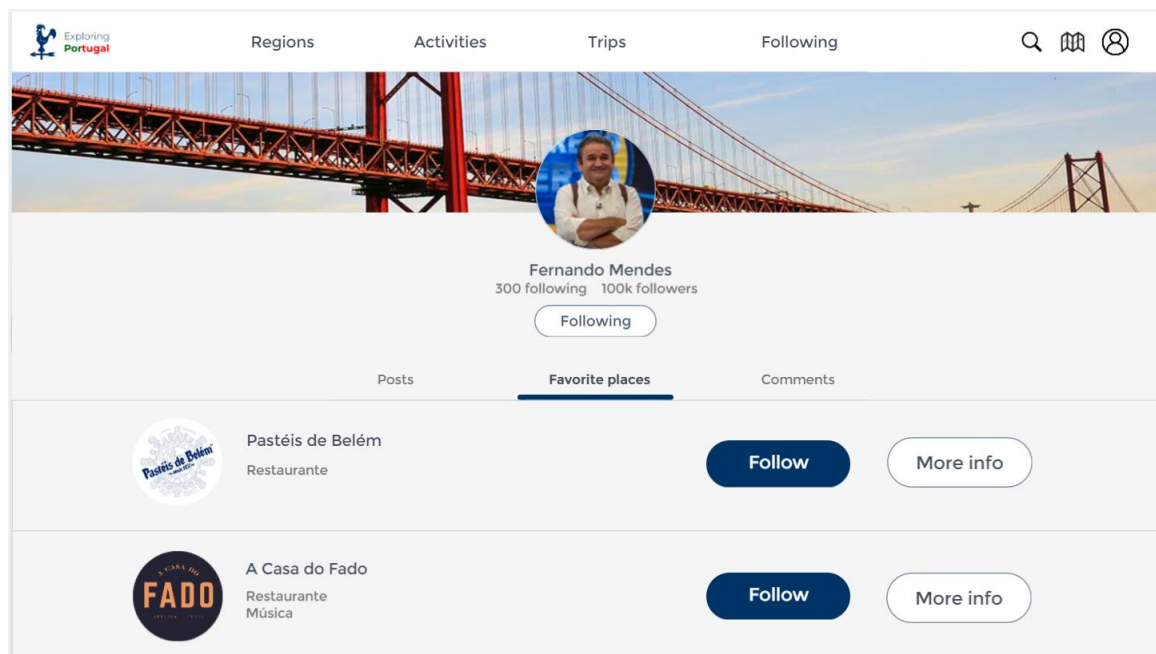 Exploring
Portugal
Regions
Activities
Trips
Following
Fernando Mendes
300 following 100k followers
Following
Posts
Favorite places
Comments
Pastéis de Belém
Pastéis de Belém
Restaurante
Follow
More info
A CASA DO
FADO
A Casa do Fado
Restaurante
Música
Follow
More info